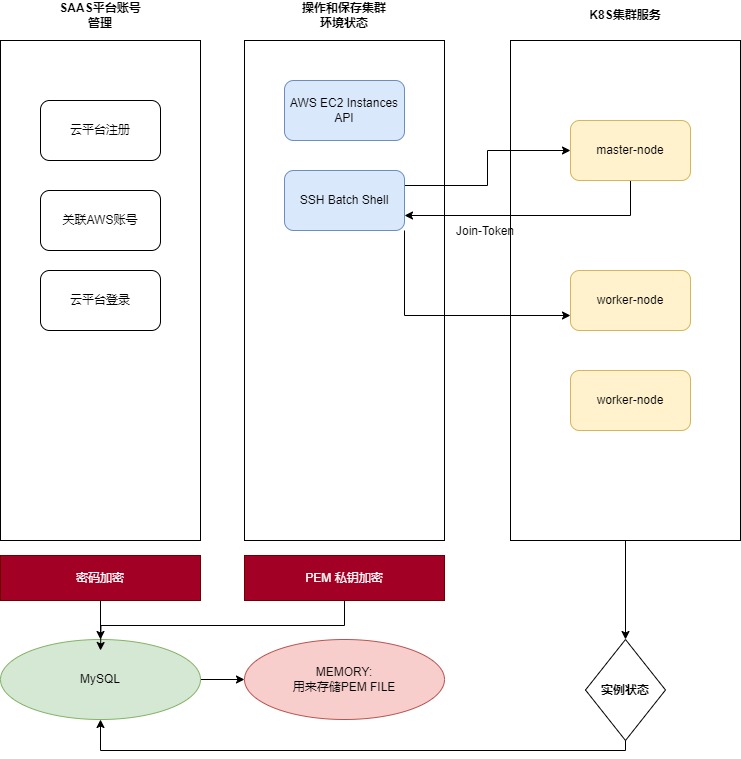 SAAS平台账号
管理
操作和保存集群
环境状态
K8S集群服务
云平台注册
关联AWS账号
云平台登录
AWS EC2 Instances
API
SSH Batch Shell
master-node
Join-Token
worker-node
worker-node
密码加密
PEM 私钥加密
MySQL
MEMORY:
用来存储PEM FILE
实例状态